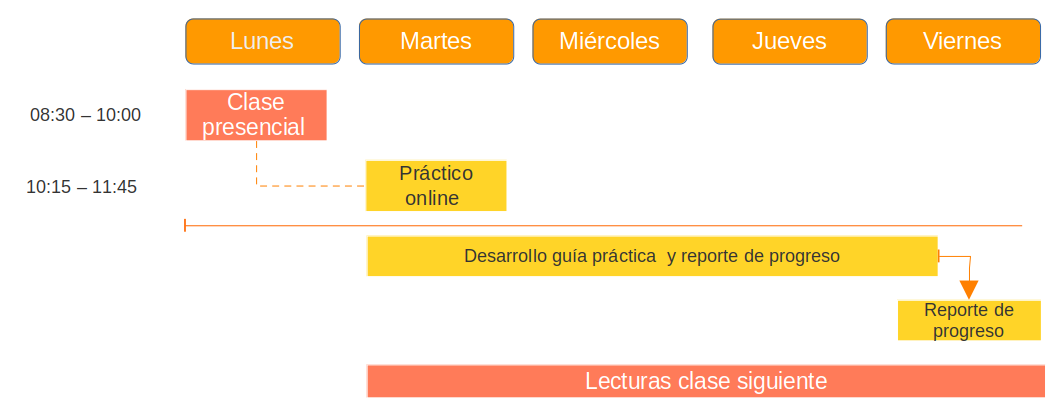 Lunes
Martes
Miércoles
Jueves
Viernes
08:30 – 10:00
Clase
presencial
10:15 – 11:45
Práctico
online
Desarrollo guía práctica  y reporte de progreso
Reporte de
progreso
Lecturas clase siguiente